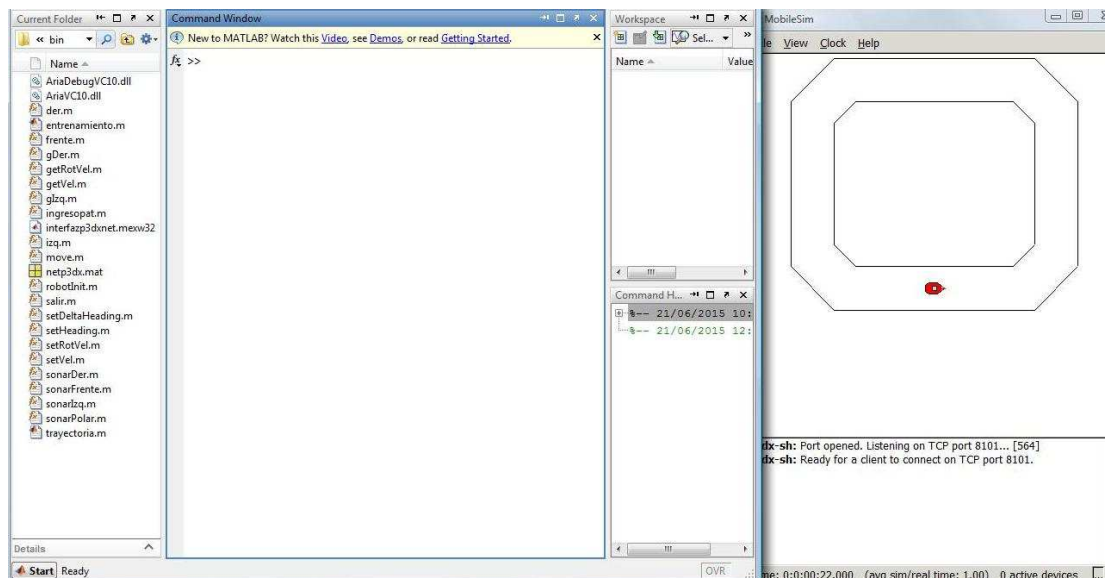 Current Folder
« bin
Name
AriaDebugVC10.dll
AriaVC10.dll
der.m
entrenamiento.m
frente.m
gDer.m
getRotVel.m
getVel.m
gIzq.m
ingresopat.m
interfazp3dxnet.mexw32
izq.m
move.m
netp3dx.mat
robotInit.m
salir.m
setDeltaHeading.m
setHeading.m
setRotVel.m
setVel.m
sonarDer.m
sonarFrente.m
sonarIzq.m
sonarPolar.m
trayectoria.m
Details
Start Ready
Command Window
New to MATLAB? Watch this Video, see Demos, or read Getting Started.
fx >>
OVR
Workspace
Sel...
Name Value
Command H...
%-- 21/06/2015 10:
%-- 21/06/2015 12:
MobileSim
le View Clock Help
dx-sh: Port opened. Listening on TCP port 8101... [564]
dx-sh: Ready for a client to connect on TCP port 8101.
me: 0:0:00:22.000 (avg sim/real time: 1.00) 0 active devices